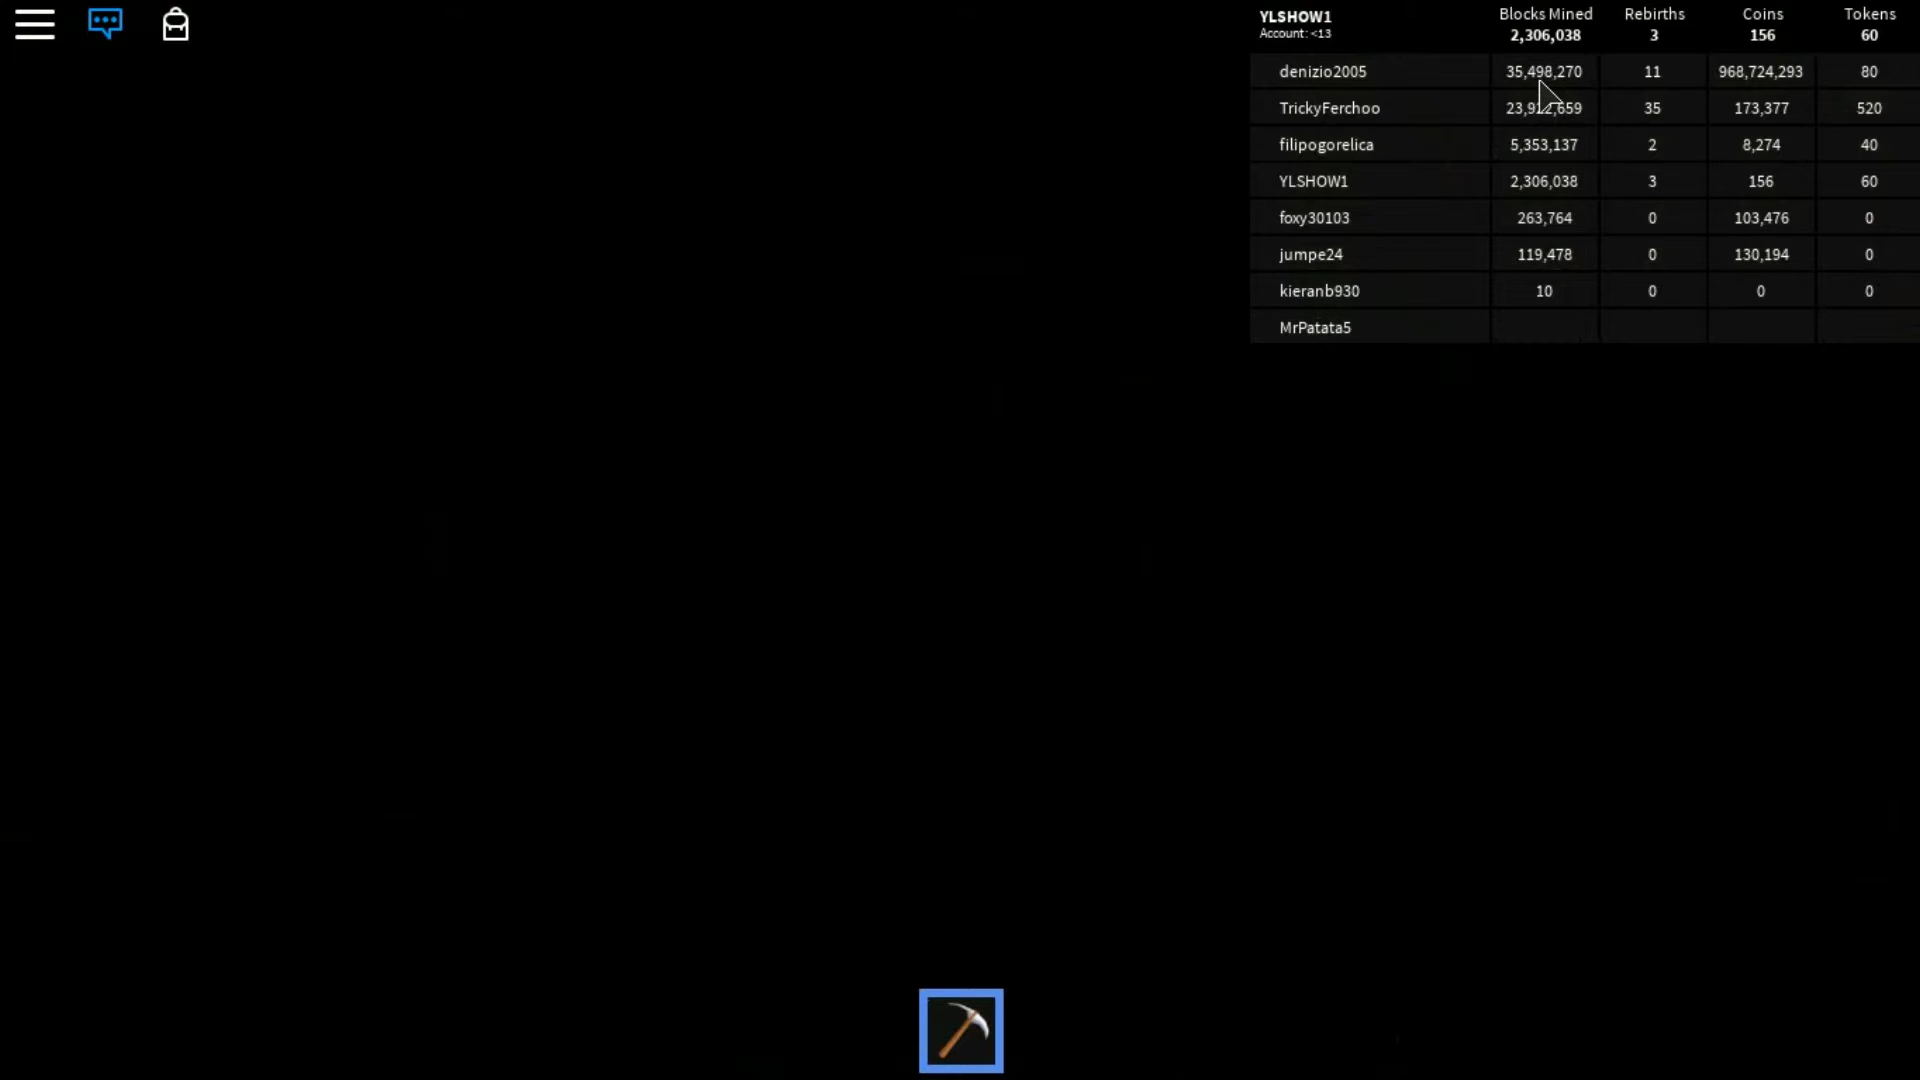 YLSHOW1 Blocks Mined Rebirths Coins Tokens
Account: <13 2,306,038 3 156 60
denizio2005 35,498,270 11 968,724,293 80
TrickyFerchoo 35 173,377 520
filipogorelica 5,353,137 2 8,274 40
YLSHOW1 2,306,038 3 156 60
foxy30103 263,764 0 103,476 0
jumpe24 119,478 0 130,194 0
kieranb930 10 0 0 0
MrPatata5